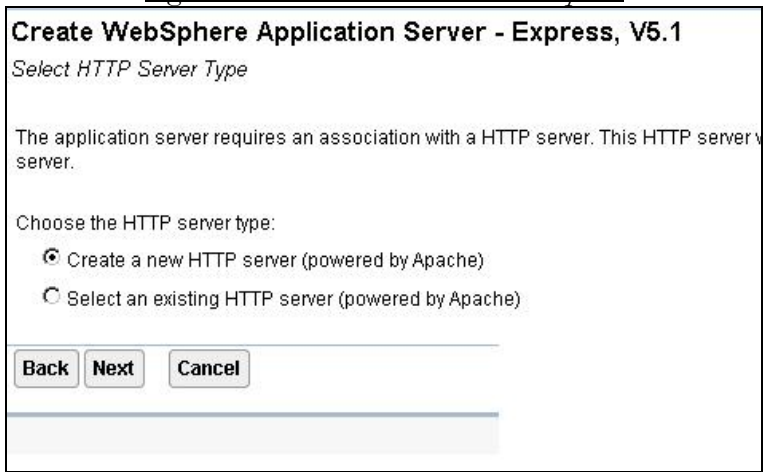 Create WebSphere Application Server - Express, V5.1
Select HTTP Server Type
The application server requires an association with a HTTP server. This HTTP server
server.
Choose the HTTP server type:
Create a new HTTP server (powered by Apache)
Select an existing HTTP server (powered by Apache)
Back Next Cancel